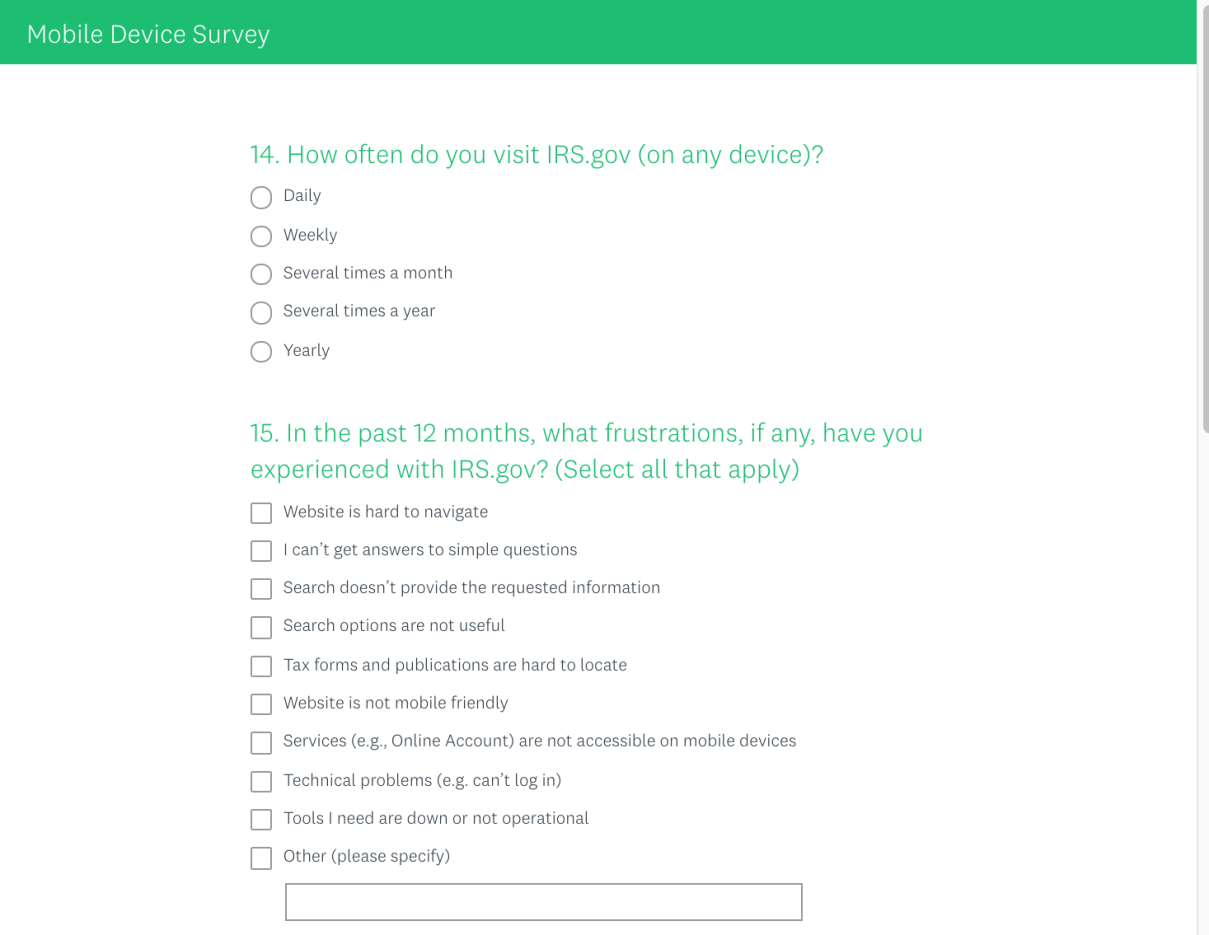 Mobile Device Survey
14. How often do you visit IRS.gov (on any device)?
Daily
Weekly
Several times a month
Several times a year
Yearly
15. In the past 12 months, what frustrations, if any, have you
experienced with IRS.gov? (Select all that apply)
Website is hard to navigate
I can’t get answers to simple questions
Search doesn’t provide the requested information
Search options are not useful
Tax forms and publications are hard to locate
Website is not mobile friendly
Services (e.g., Online Account) are not accessible on mobile devices
Technical problems (e.g. can’t log in)
Tools I need are down or not operational
Other (please specify)